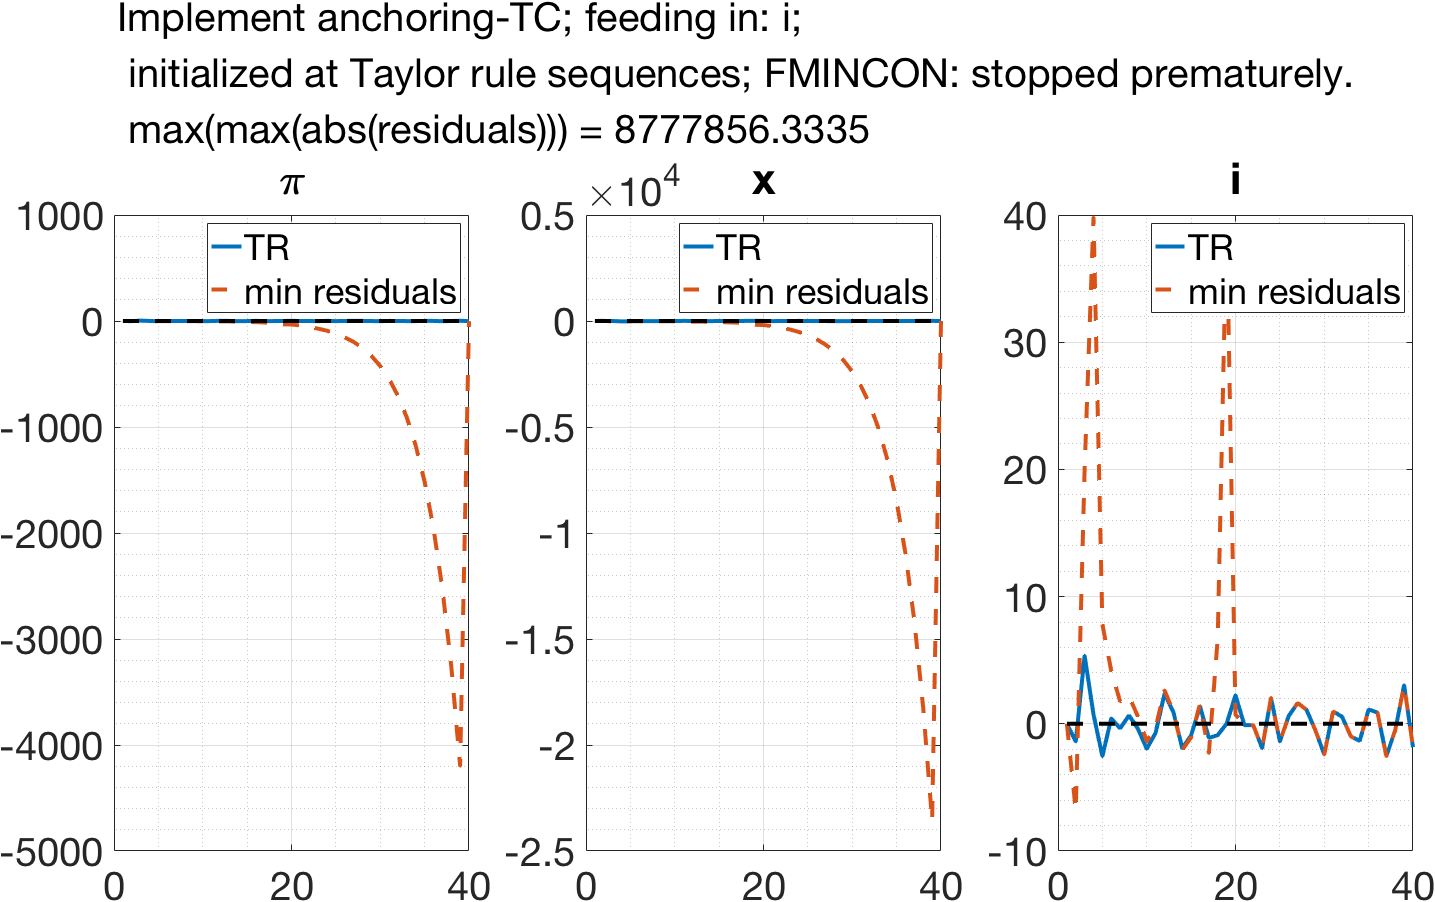 Implement anchoring-TC; feeding in: i;
initialized at Taylor rule sequences; FMINCON: stopped prematurely.
max(max(abs(residuals))) = 8777856.3335
π
1000
0
-1000
-2000
-3000
-4000
-5000
0 20 40
TR
min residuals
×10^4
x
0.5
0
-0.5
-1
-1.5
-2
-2.5
0 20 40
TR
min residuals
i
40
30
20
10
0
-10
0 20 40
TR
min residuals